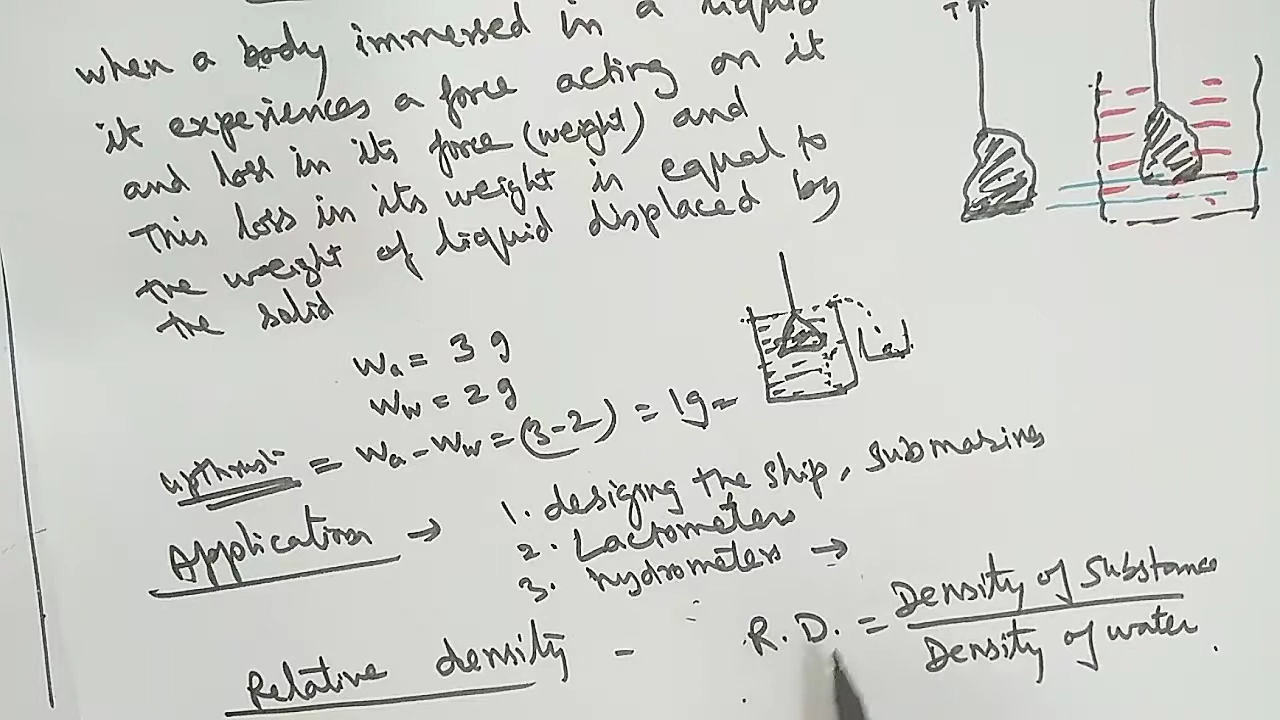 when a body immersed in a liquid
it experiences a force acting on it
and loss in its force (weight) and
This loss in its weight is equal to
the weight of liquid displaced by
the solid
Wa = 3 g
Ww = 2 g
upthrust = Wa - Ww = (3-2) = 1g
Application → 1. desiging the ship, submarines
2. Lactometers
3. hydrometers →
Relative density - R.D. = Density of substance
Density of water.
T